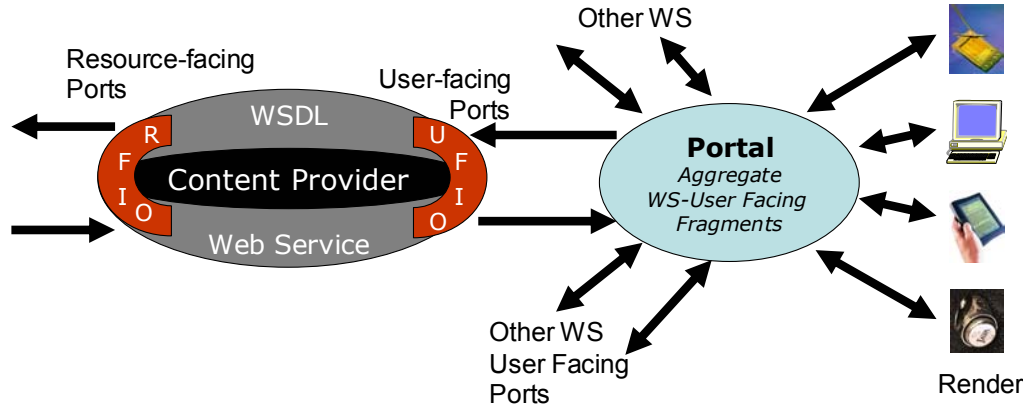 Other WS
Resource-facing
Ports
User-facing
Ports
WSDL
R
F
I
O
U
F
I
O
Content Provider
Web Service
Portal
Aggregate
WS-User Facing
Fragments
Other WS
User Facing
Ports
Render